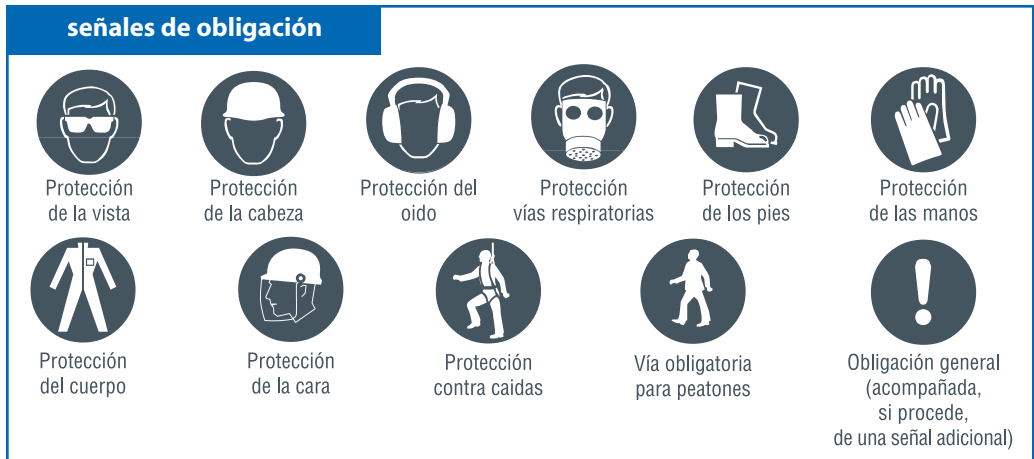 señales de obligación
Protección
de la vista
Protección
de la cabeza
Protección del
oido
Protección
vías respiratorias
Protección
de los pies
Protección
de las manos
Protección
del cuerpo
Protección
de la cara
Protección
contra caidas
Vía obligatoria
para peatones
Obligación general
(acompañada,
si procede,
de una señal adicional)